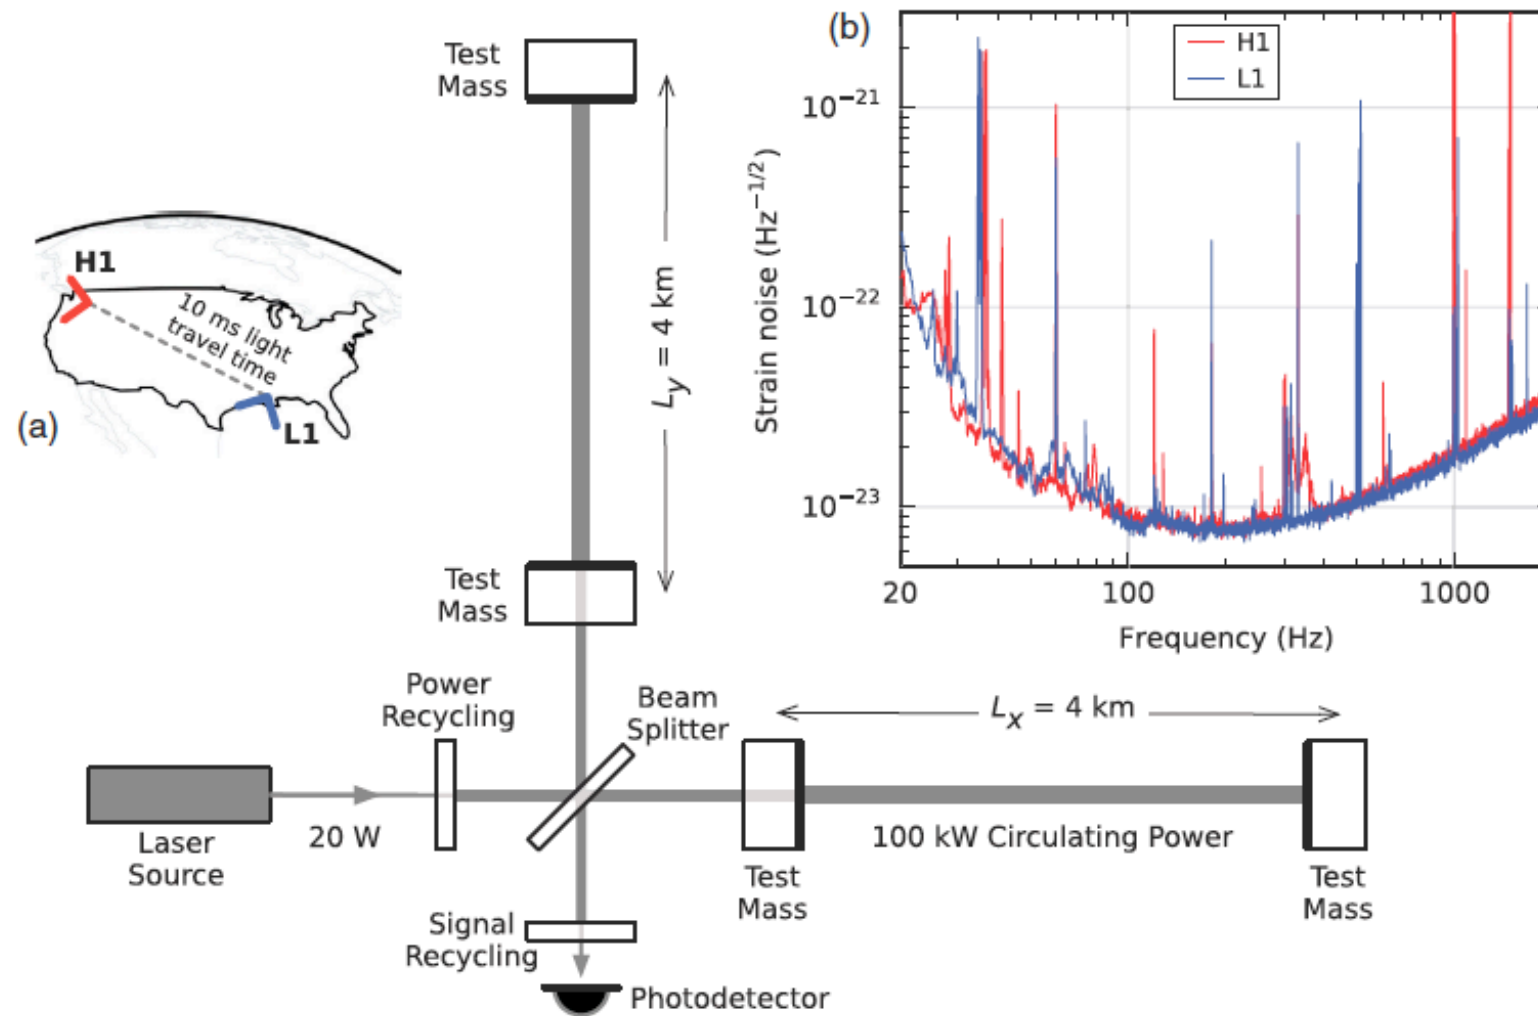 (a)
H1
10 ms light
travel time
L1
Test
Mass
L_y = 4 km
Test
Mass
Power
Recycling
Beam
Splitter
L_x = 4 km
Laser
Source
20 W
100 kW Circulating Power
Test
Mass
Test
Mass
Signal
Recycling
Photodetector
(b)
H1
L1
Strain noise (Hz^{-1/2})
10^{-21}
10^{-22}
10^{-23}
20
100
1000
Frequency (Hz)